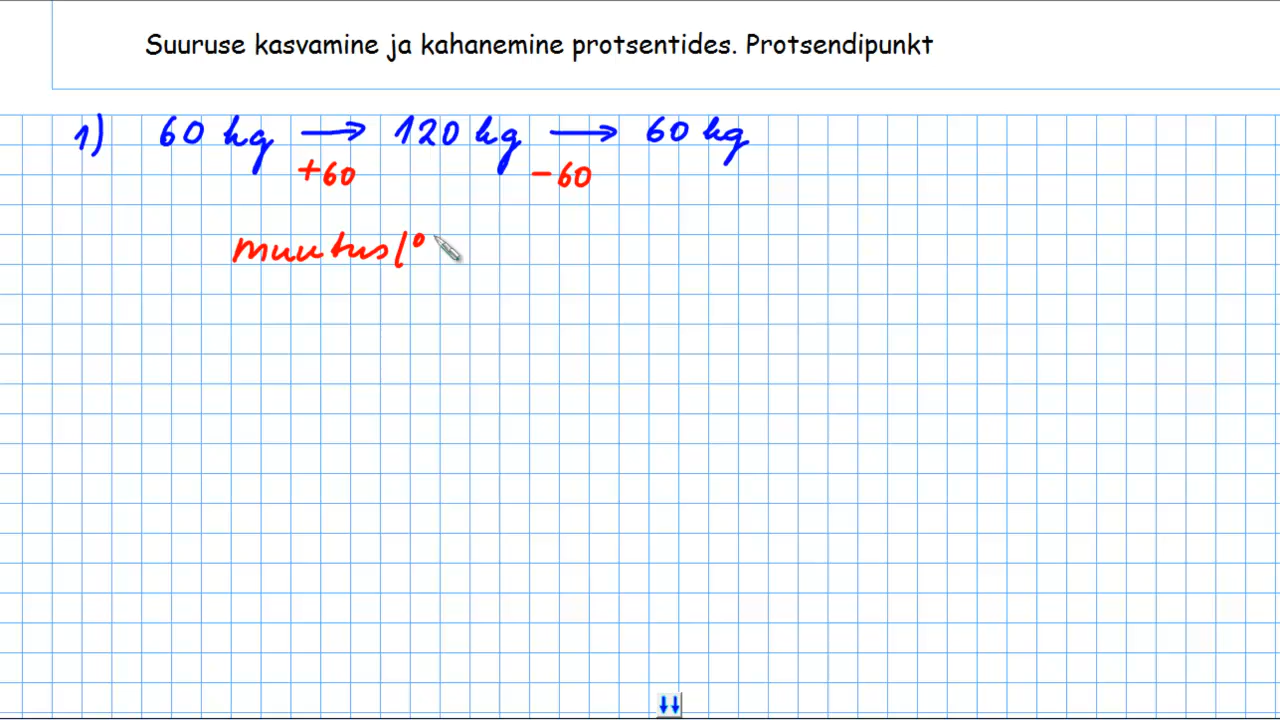 Suuruse kasvamine ja kahanemine protsentides. Protsendipunkt
1) 60 kg → 120 kg → 60 kg
+60 −60
muutus (°